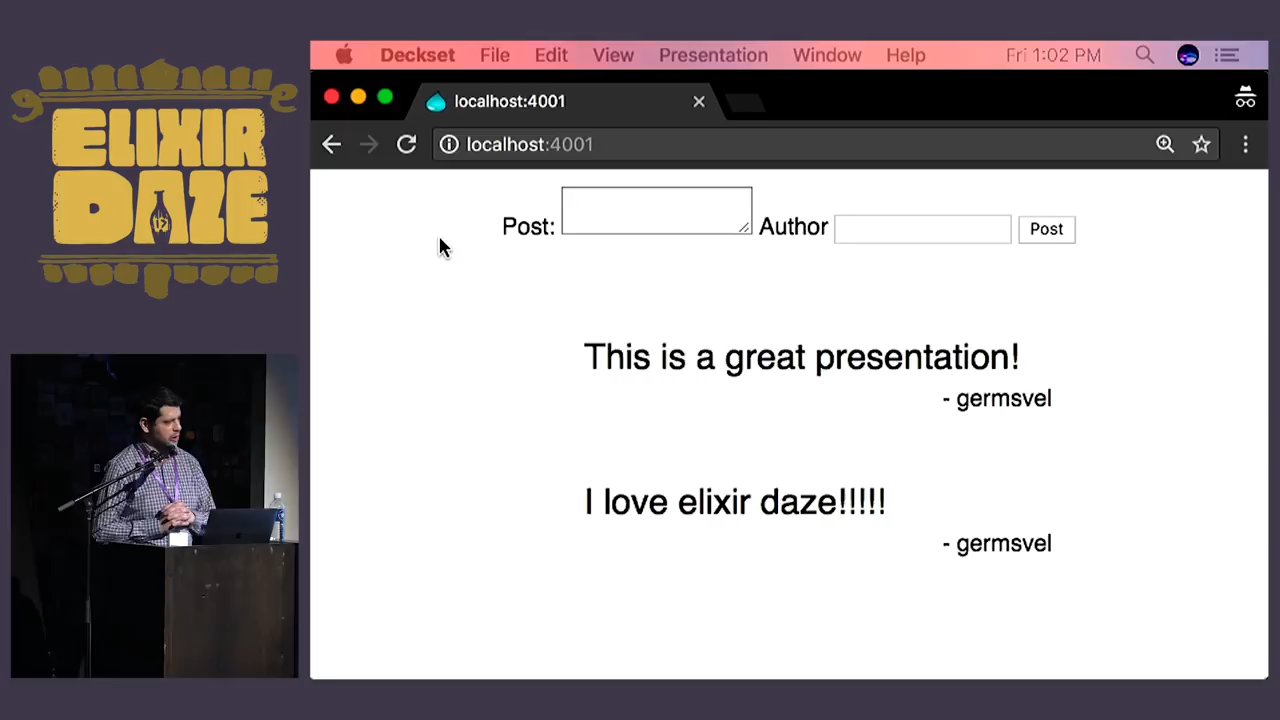 ELIXIR
DAZE
Deckset File Edit View Presentation Window Help Fri 1:02 PM
localhost:4001
localhost:4001
Post: Author Post
This is a great presentation!
- germsvel
I love elixir daze!!!!!
- germsvel